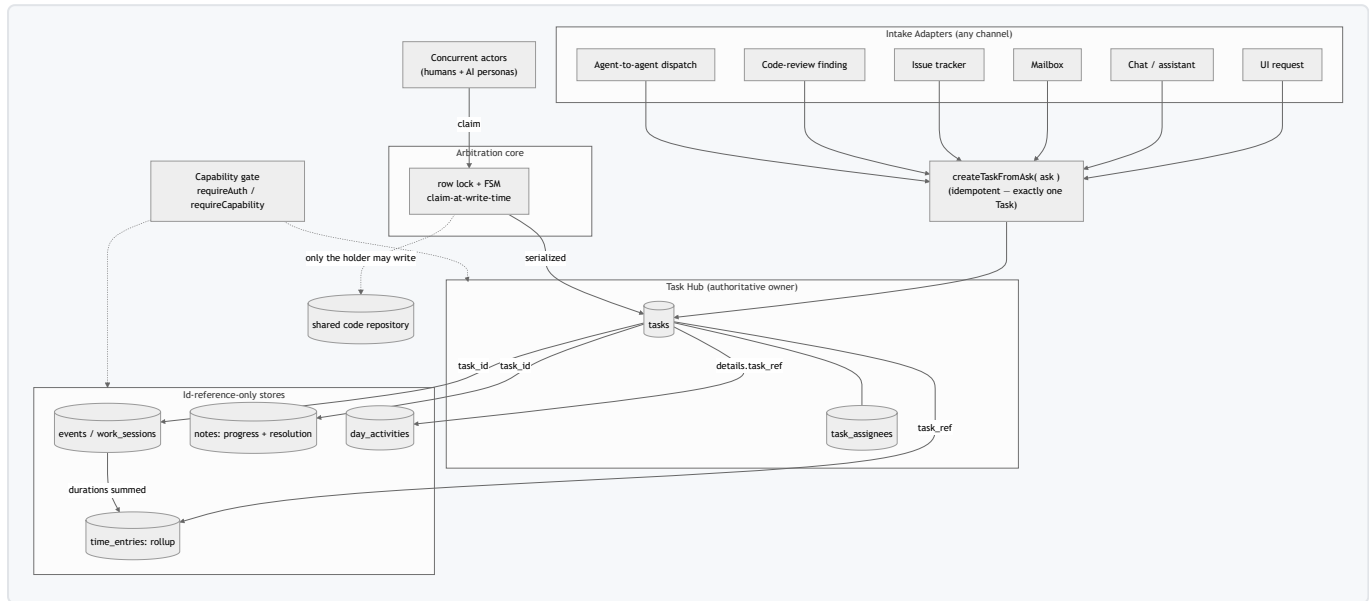 Intake Adapters (any channel)
Agent-to-agent dispatch
Code-review finding
Issue tracker
Mailbox
Chat / assistant
UI request
Concurrent actors
(humans + AI personas)
claim
Arbitration core
row lock + FSM
claim-at-write-time
Capability gate
requireAuth /
requireCapability
createTaskFromAsk( ask )
(idempotent — exactly one
Task)
only the holder may write
serialized
shared code repository
Task Hub (authoritative owner)
tasks
task_id
task_id
details.task_ref
Id-reference-only stores
events / work_sessions
notes: progress + resolution
day_activities
task_assignees
task_ref
durations summed
time_entries: rollup